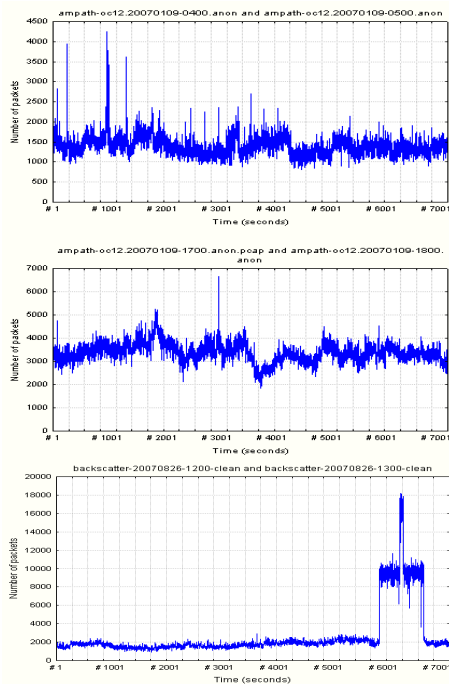 ampath-oc12.20070109-0400.anon and ampath-oc12.20070109-0500.anon
4500
4000
3500
3000
2500
2000
1500
1000
500
0
Number of packets
# 1 # 1001 # 2001 # 3001 # 4001 # 5001 # 6001 # 7001
Time (seconds)
ampath-oc12.20070109-1700.anon.pcap and ampath-oc12.20070109-1800.
anon
7000
6000
5000
4000
3000
2000
1000
0
Number of packets
# 1 # 1001 # 2001 # 3001 # 4001 # 5001 # 6001 # 7001
Time (seconds)
backscatter-20070826-1200-clean and backscatter-20070826-1300-clean
20000
18000
16000
14000
12000
10000
8000
6000
4000
2000
0
Number of packets
# 1 # 1001 # 2001 # 3001 # 4001 # 5001 # 6001 # 7001
Time (seconds)